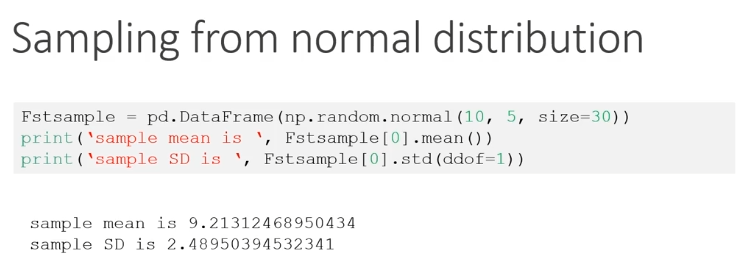 Sampling from normal distribution
Fstsample = pd.DataFrame(np.random.normal(10, 5, size=30))
print(‘sample mean is ‘, Fstsample[0].mean())
print(‘sample SD is ‘, Fstsample[0].std(ddof=1))
sample mean is 9.21312468950434
sample SD is 2.48950394532341